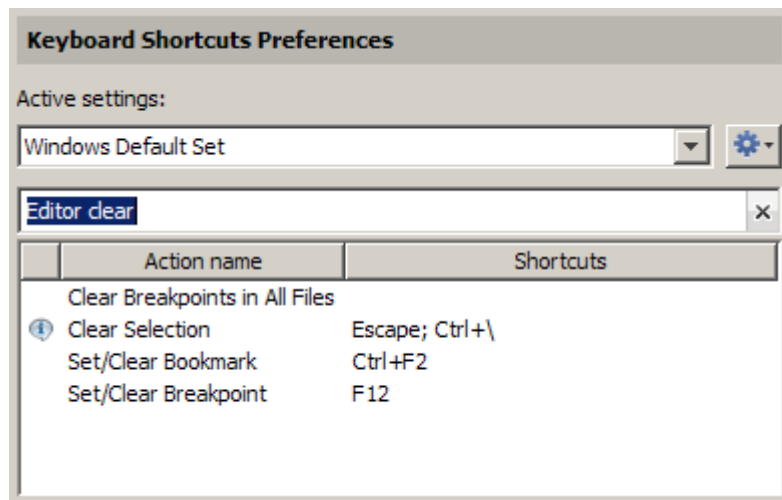 Keyboard Shortcuts Preferences
Active settings:
Windows Default Set
Editor clear
Action name Shortcuts
Clear Breakpoints in All Files
Clear Selection Escape; Ctrl+\
Set/Clear Bookmark Ctrl+F2
Set/Clear Breakpoint F12